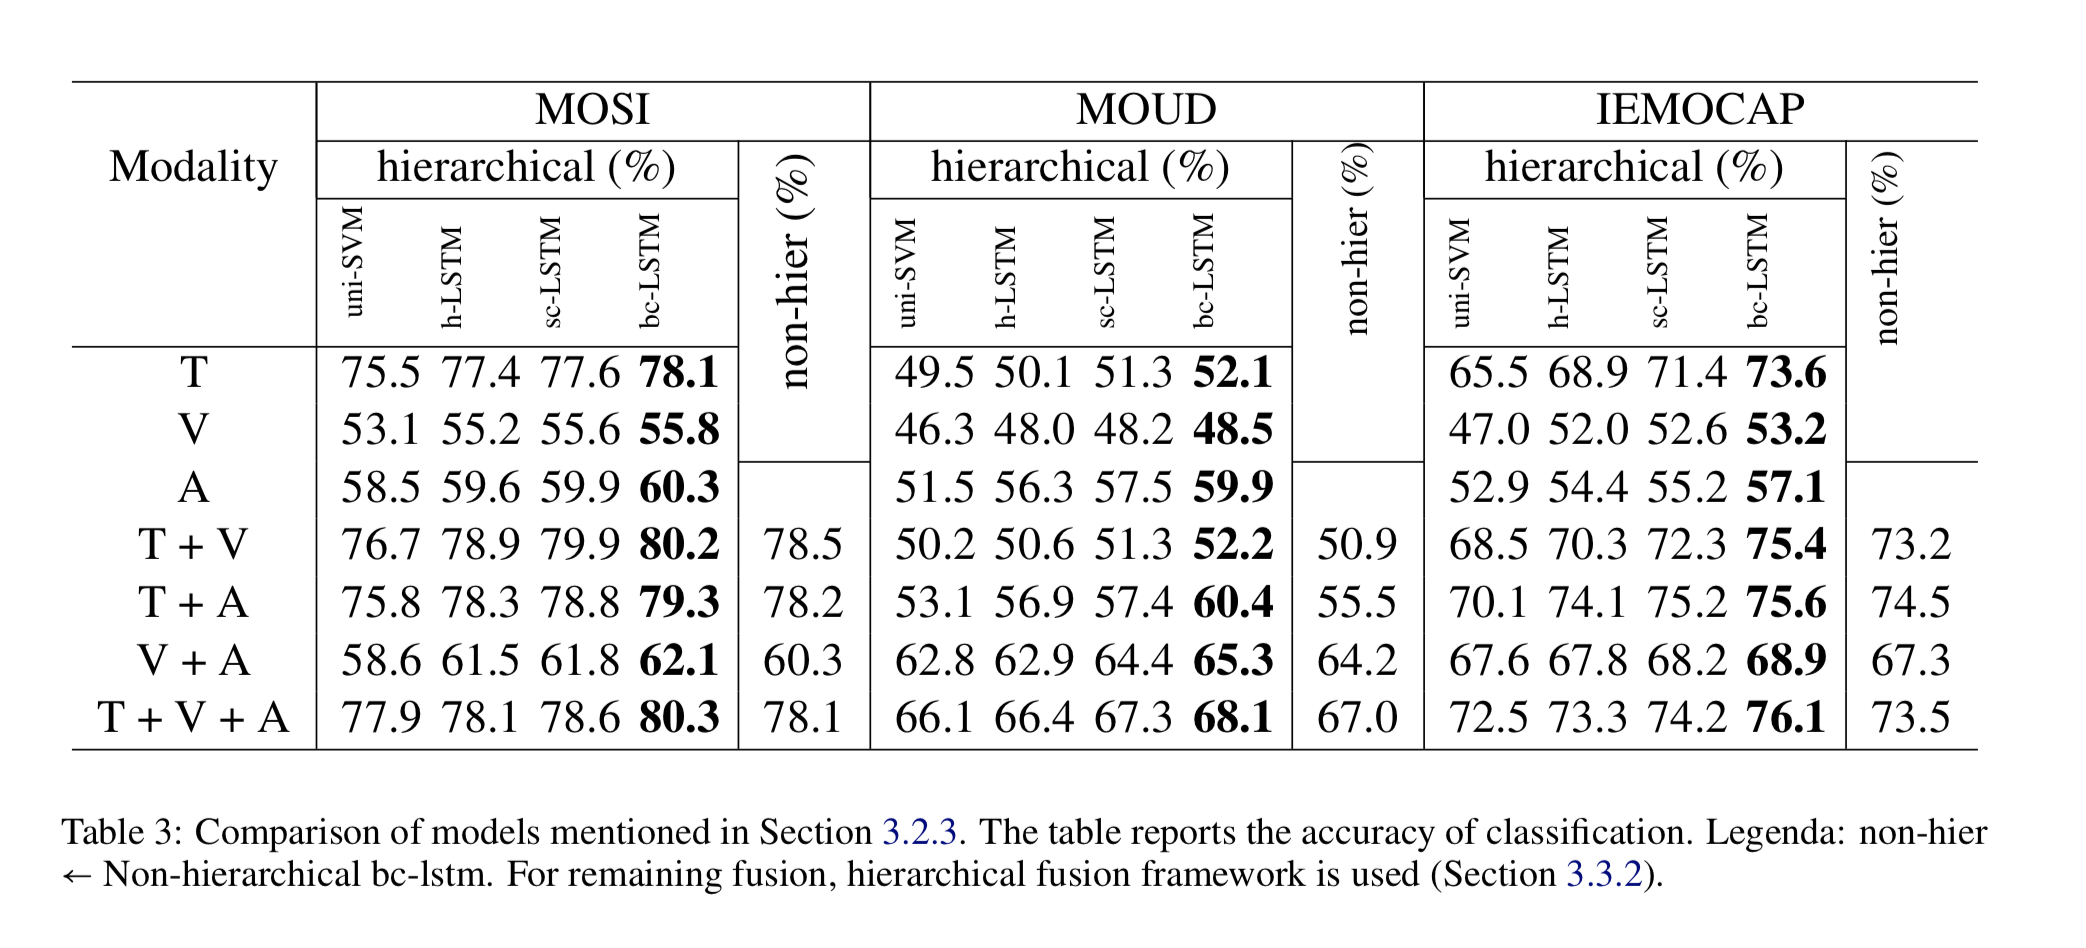 MOSI MOUD IEMOCAP
Modality hierarchical (%) non-hier (%) hierarchical (%) non-hier (%) hierarchical (%) non-hier (%)
uni-SVM h-LSTM sc-LSTM bc-LSTM uni-SVM h-LSTM sc-LSTM bc-LSTM uni-SVM h-LSTM sc-LSTM bc-LSTM
T 75.5 77.4 77.6 78.1 49.5 50.1 51.3 52.1 65.5 68.9 71.4 73.6
V 53.1 55.2 55.6 55.8 46.3 48.0 48.2 48.5 47.0 52.0 52.6 53.2
A 58.5 59.6 59.9 60.3 51.5 56.3 57.5 59.9 52.9 54.4 55.2 57.1
T + V 76.7 78.9 79.9 80.2 78.5 50.2 50.6 51.3 52.2 50.9 68.5 70.3 72.3 75.4 73.2
T + A 75.8 78.3 78.8 79.3 78.2 53.1 56.9 57.4 60.4 55.5 70.1 74.1 75.2 75.6 74.5
V + A 58.6 61.5 61.8 62.1 60.3 62.8 62.9 64.4 65.3 64.2 67.6 67.8 68.2 68.9 67.3
T + V + A 77.9 78.1 78.6 80.3 78.1 66.1 66.4 67.3 68.1 67.0 72.5 73.3 74.2 76.1 73.5
Table 3: Comparison of models mentioned in Section 3.2.3. The table reports the accuracy of classification. Legenda: non-hier
← Non-hierarchical bc-lstm. For remaining fusion, hierarchical fusion framework is used (Section 3.3.2).